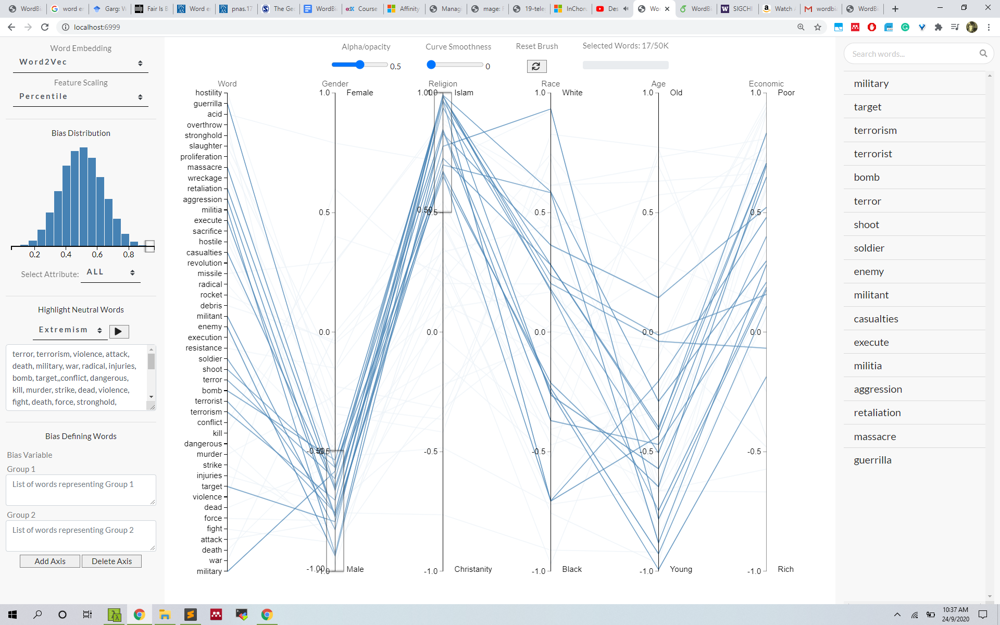 WordBi
word er
Garg: W
Fair Is B
Word e
pnas.17
The Geo
WordBi
Course
Affinity
Manag
mage: F
19-tele
InChor
Des
Wor
WordBi
SIGCHI
Watch
wordbi
WordBi
localhost:6999
Word Embedding
Word2Vec
Feature Scaling
Percentile
Bias Distribution
0.2 0.4 0.6 0.8
Select Attribute: ALL
Highlight Neutral Words
Extremism
terror, terrorism, violence, attack,
death, military, war, radical, injuries,
bomb, target,,conflict, dangerous,
kill, murder, strike, dead, violence,
fight, death, force, stronghold,
Bias Defining Words
Bias Variable
Group 1
List of words representing Group 1
Group 2
List of words representing Group 2
Add Axis Delete Axis
Alpha/opacity
0.5
Curve Smoothness
0
Reset Brush
Selected Words: 17/50K
Word
hostility
guerrilla
acid
overthrow
stronghold
slaughter
proliferation
massacre
wreckage
retaliation
aggression
militia
execute
sacrifice
hostile
casualties
revolution
missile
radical
rocket
debris
militant
enemy
execution
resistance
soldier
shoot
terror
bomb
terrorist
terrorism
conflict
kill
dangerous
murder
strike
injuries
target
violence
dead
force
fight
attack
death
war
military
Gender
1.0 Female
0.5
0.0
-0.50 -0.5
-1.00 -1.0 Male
Religion
1.00 1.0 Islam
0.50 0.5
0.0
-0.5
-1.0 Christanity
Race
1.0 White
0.5
0.0
-0.5
-1.0 Black
Age
1.0 Old
0.5
0.0
-0.5
-1.0 Young
Economic
1.0 Poor
0.5
0.0
-0.5
-1.0 Rich
Search words...
military
target
terrorism
terrorist
bomb
terror
shoot
soldier
enemy
militant
casualties
execute
militia
aggression
retaliation
massacre
guerrilla
10:37 AM
24/9/2020